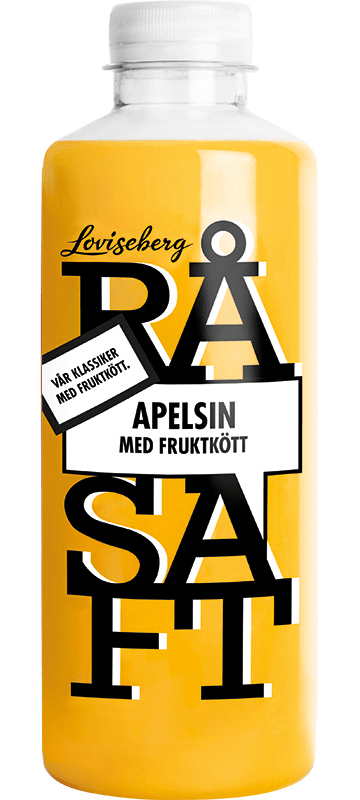 Loviseberg
RÅ
VÅR KLASSIKER
MED FRUKTKÖTT.
APELSIN
MED FRUKTKÖTT
SA
FT